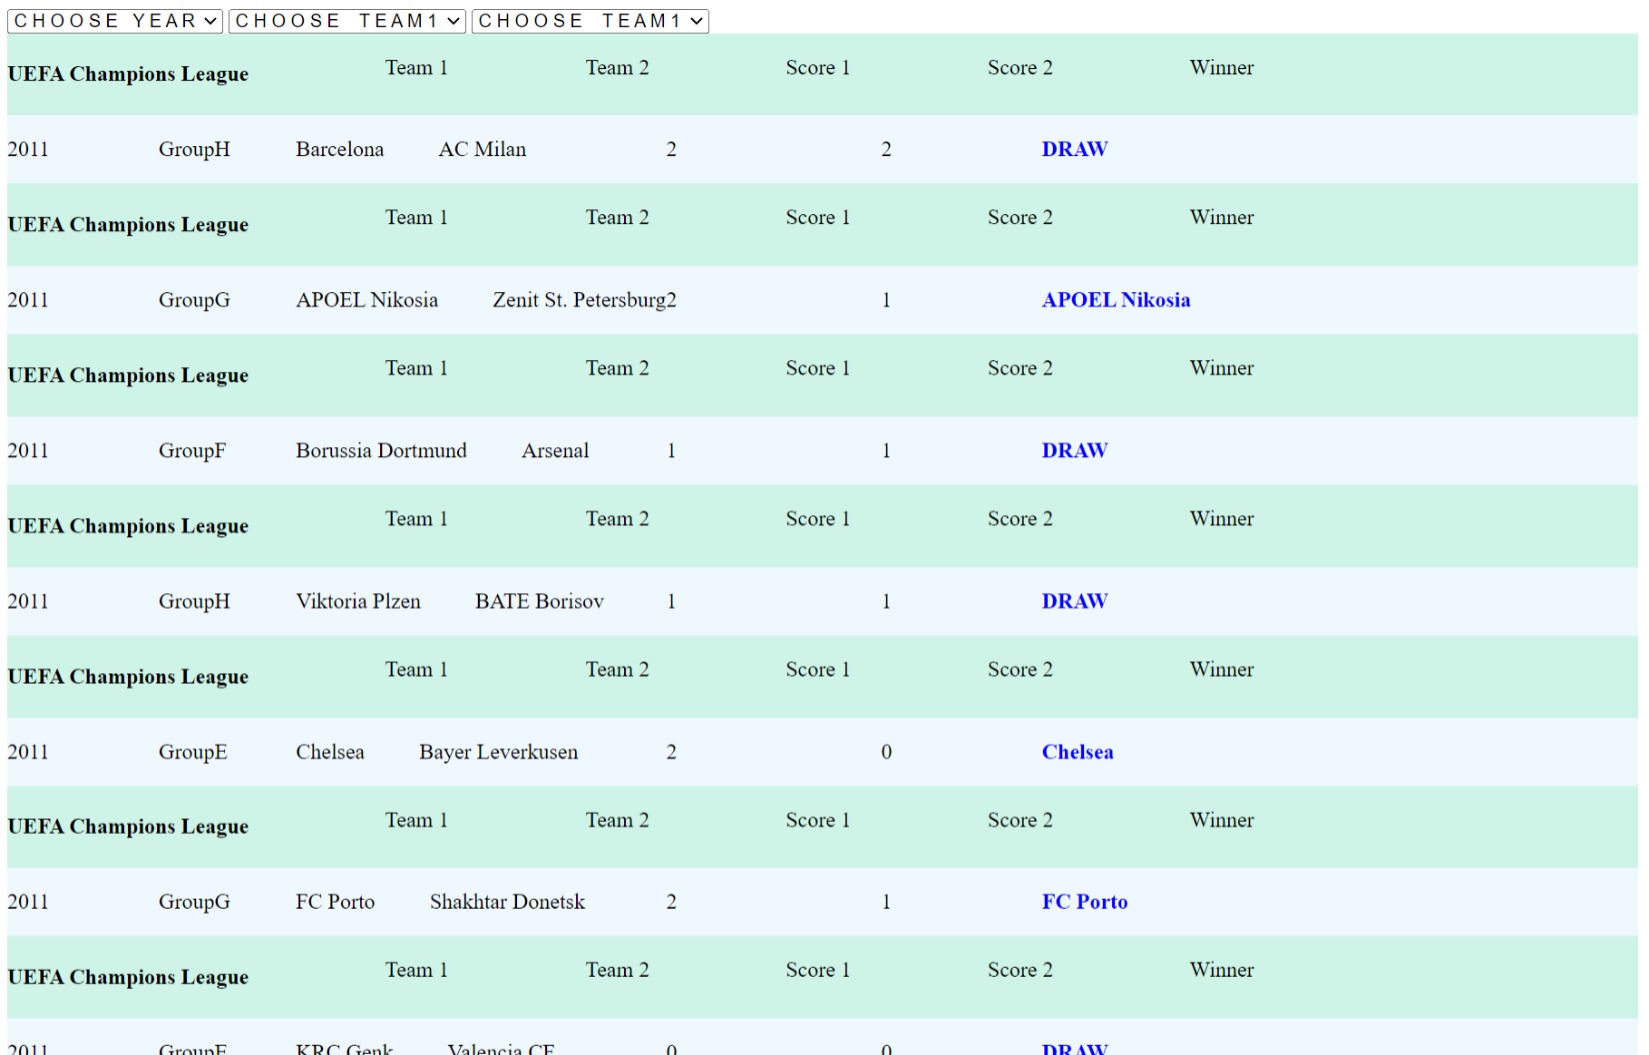 CHOOSE YEAR CHOOSE TEAM1 CHOOSE TEAM1
UEFA Champions League Team 1 Team 2 Score 1 Score 2 Winner
2011 GroupH Barcelona AC Milan 2 2 DRAW
UEFA Champions League Team 1 Team 2 Score 1 Score 2 Winner
2011 GroupG APOEL Nikosia Zenit St. Petersburg2 1 APOEL Nikosia
UEFA Champions League Team 1 Team 2 Score 1 Score 2 Winner
2011 GroupF Borussia Dortmund Arsenal 1 1 DRAW
UEFA Champions League Team 1 Team 2 Score 1 Score 2 Winner
2011 GroupH Viktoria Plzen BATE Borisov 1 1 DRAW
UEFA Champions League Team 1 Team 2 Score 1 Score 2 Winner
2011 GroupE Chelsea Bayer Leverkusen 2 0 Chelsea
UEFA Champions League Team 1 Team 2 Score 1 Score 2 Winner
2011 GroupG FC Porto Shakhtar Donetsk 2 1 FC Porto
UEFA Champions League Team 1 Team 2 Score 1 Score 2 Winner
2011 KRC Genk Valencia CF 0 0 DRAW